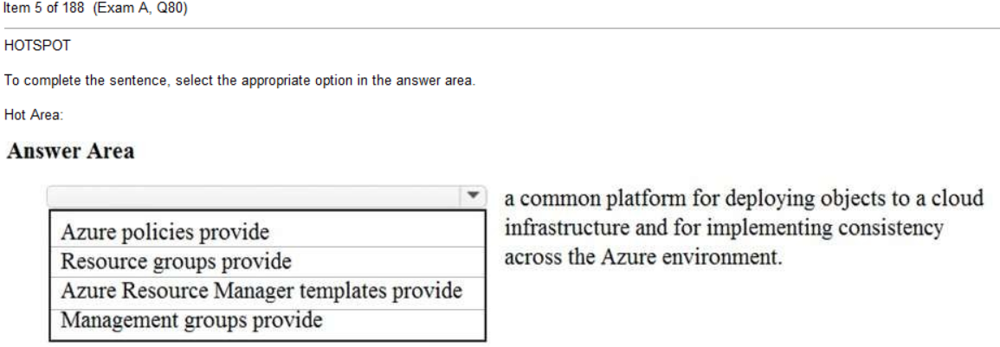 Item 5 of 188 (Exam A, Q80)
HOTSPOT
To complete the sentence, select the appropriate option in the answer area.
Hot Area:
Answer Area
Azure policies provide
Resource groups provide
Azure Resource Manager templates provide
Management groups provide
a common platform for deploying objects to a cloud
infrastructure and for implementing consistency
across the Azure environment.